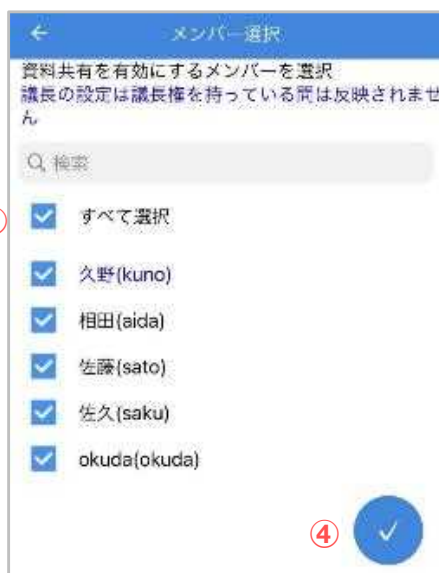 メンバー選択
資料共有を有効にするメンバーを選択
議長の設定は議長権を持っている間は反映されませ
ん
検索
すべて選択
久野(kuno)
相田(aida)
佐藤(sato)
佐久(saku)
okuda(okuda)
④